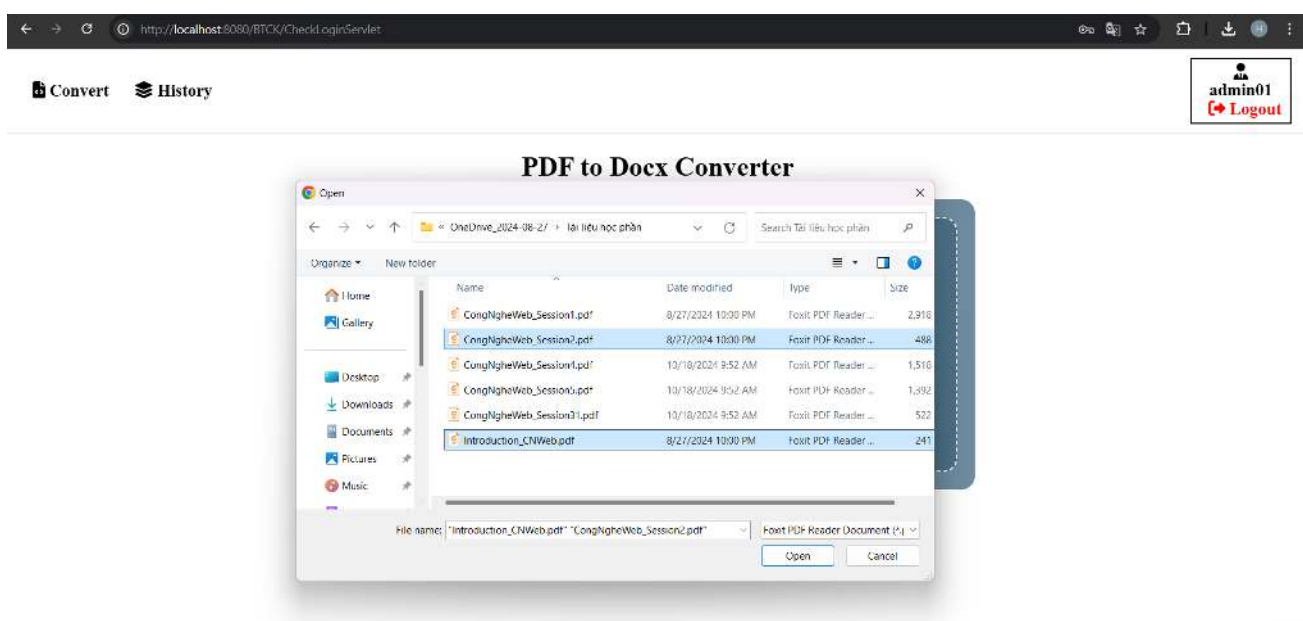 http://localhost:8080/BTCK/CheckLoginServlet
H
Convert History
admin01
Logout
PDF to Docx Converter
Open
« OneDrive_2024-08-27 › Tài liệu học phần
Search Tài liệu học phần
Organize New folder
Name Date modified Type Size
Home
Gallery
Desktop
Downloads
Documents
Pictures
Music
CongNgheWeb_Session1.pdf 8/27/2024 10:00 PM Foxit PDF Reader ... 2,918
CongNgheWeb_Session2.pdf 8/27/2024 10:00 PM Foxit PDF Reader ... 488
CongNgheWeb_Session4.pdf 10/18/2024 9:52 AM Foxit PDF Reader ... 1,518
CongNgheWeb_Session5.pdf 10/18/2024 9:52 AM Foxit PDF Reader ... 1,392
CongNgheWeb_Session31.pdf 10/18/2024 9:52 AM Foxit PDF Reader ... 522
Introduction_CNWeb.pdf 8/27/2024 10:00 PM Foxit PDF Reader ... 241
File name: "Introduction_CNWeb.pdf" "CongNgheWeb_Session2.pdf" Foxit PDF Reader Document (*.p
Open Cancel